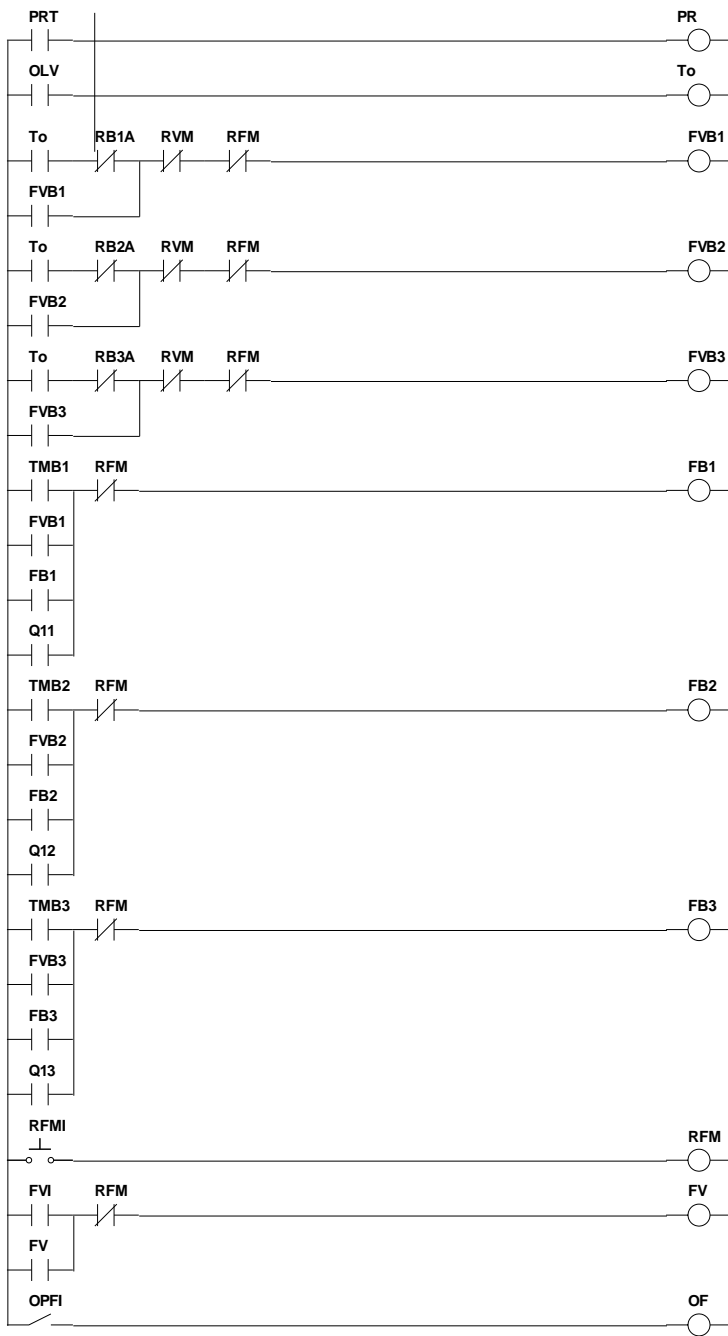 PRT PR
OLV To
To RB1A RVM RFM FVB1
FVB1
To RB2A RVM RFM FVB2
FVB2
To RB3A RVM RFM FVB3
FVB3
TMB1 RFM FB1
FVB1
FB1
Q11
TMB2 RFM FB2
FVB2
FB2
Q12
TMB3 RFM FB3
FVB3
FB3
Q13
RFMI RFM
FVI RFM FV
FV
OPFI OF